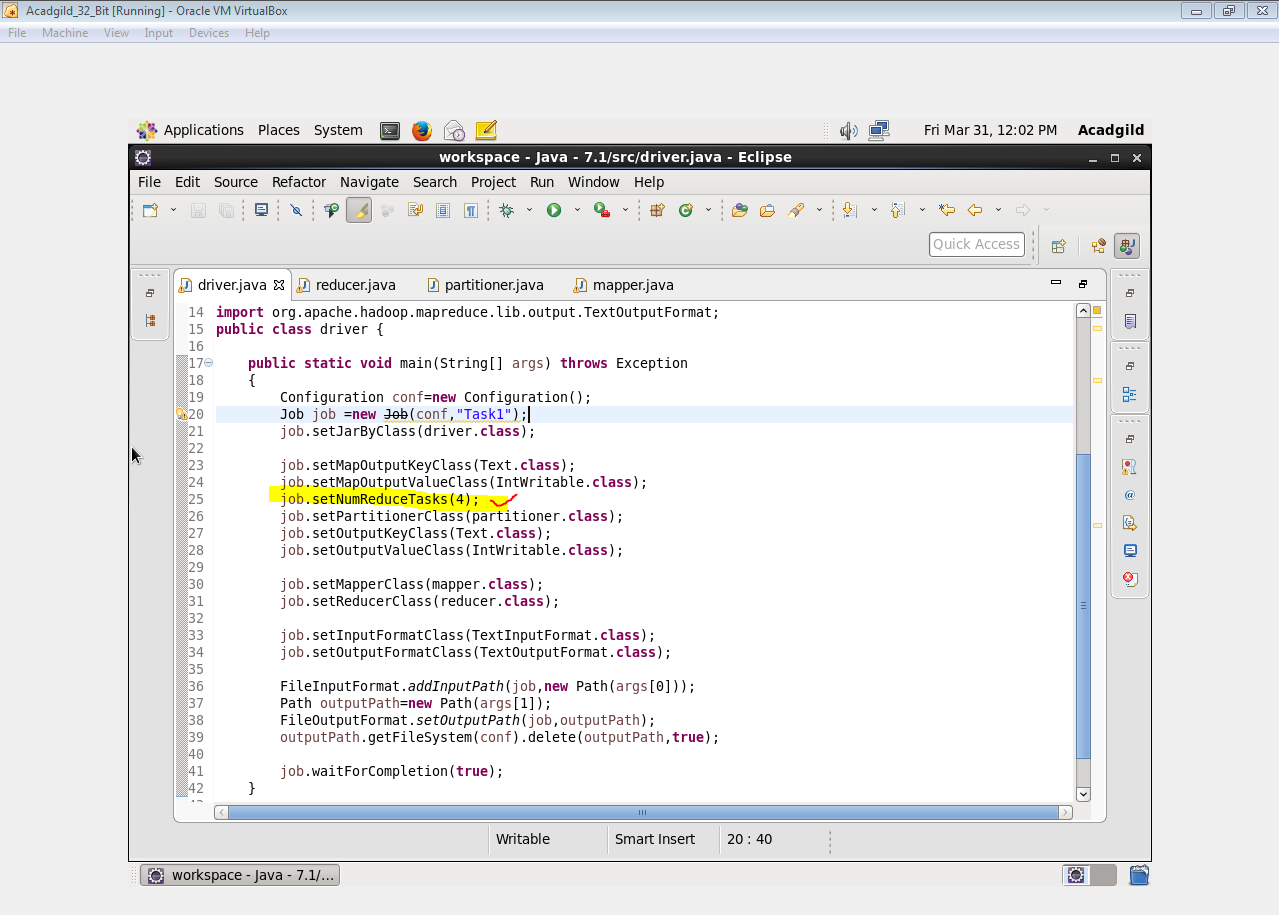 Acadgild_32_Bit [Running] - Oracle VM VirtualBox
File Machine View Input Devices Help
Applications Places System Fri Mar 31, 12:02 PM Acadgild
workspace - Java - 7.1/src/driver.java - Eclipse
File Edit Source Refactor Navigate Search Project Run Window Help
Quick Access
driver.java reducer.java partitioner.java mapper.java
14 import org.apache.hadoop.mapreduce.lib.output.TextOutputFormat;
15 public class driver {
16
17 public static void main(String[] args) throws Exception
18 {
19 Configuration conf=new Configuration();
20 Job job =new Job(conf,"Task1");
21 job.setJarByClass(driver.class);
22
23 job.setMapOutputKeyClass(Text.class);
24 job.setMapOutputValueClass(IntWritable.class);
25 job.setNumReduceTasks(4);
26 job.setPartitionerClass(partitioner.class);
27 job.setOutputKeyClass(Text.class);
28 job.setOutputValueClass(IntWritable.class);
29
30 job.setMapperClass(mapper.class);
31 job.setReducerClass(reducer.class);
32
33 job.setInputFormatClass(TextInputFormat.class);
34 job.setOutputFormatClass(TextOutputFormat.class);
35
36 FileInputFormat.addInputPath(job,new Path(args[0]));
37 Path outputPath=new Path(args[1]);
38 FileOutputFormat.setOutputPath(job,outputPath);
39 outputPath.getFileSystem(conf).delete(outputPath,true);
40
41 job.waitForCompletion(true);
42 }
Writable Smart Insert 20 : 40
workspace - Java - 7.1/...